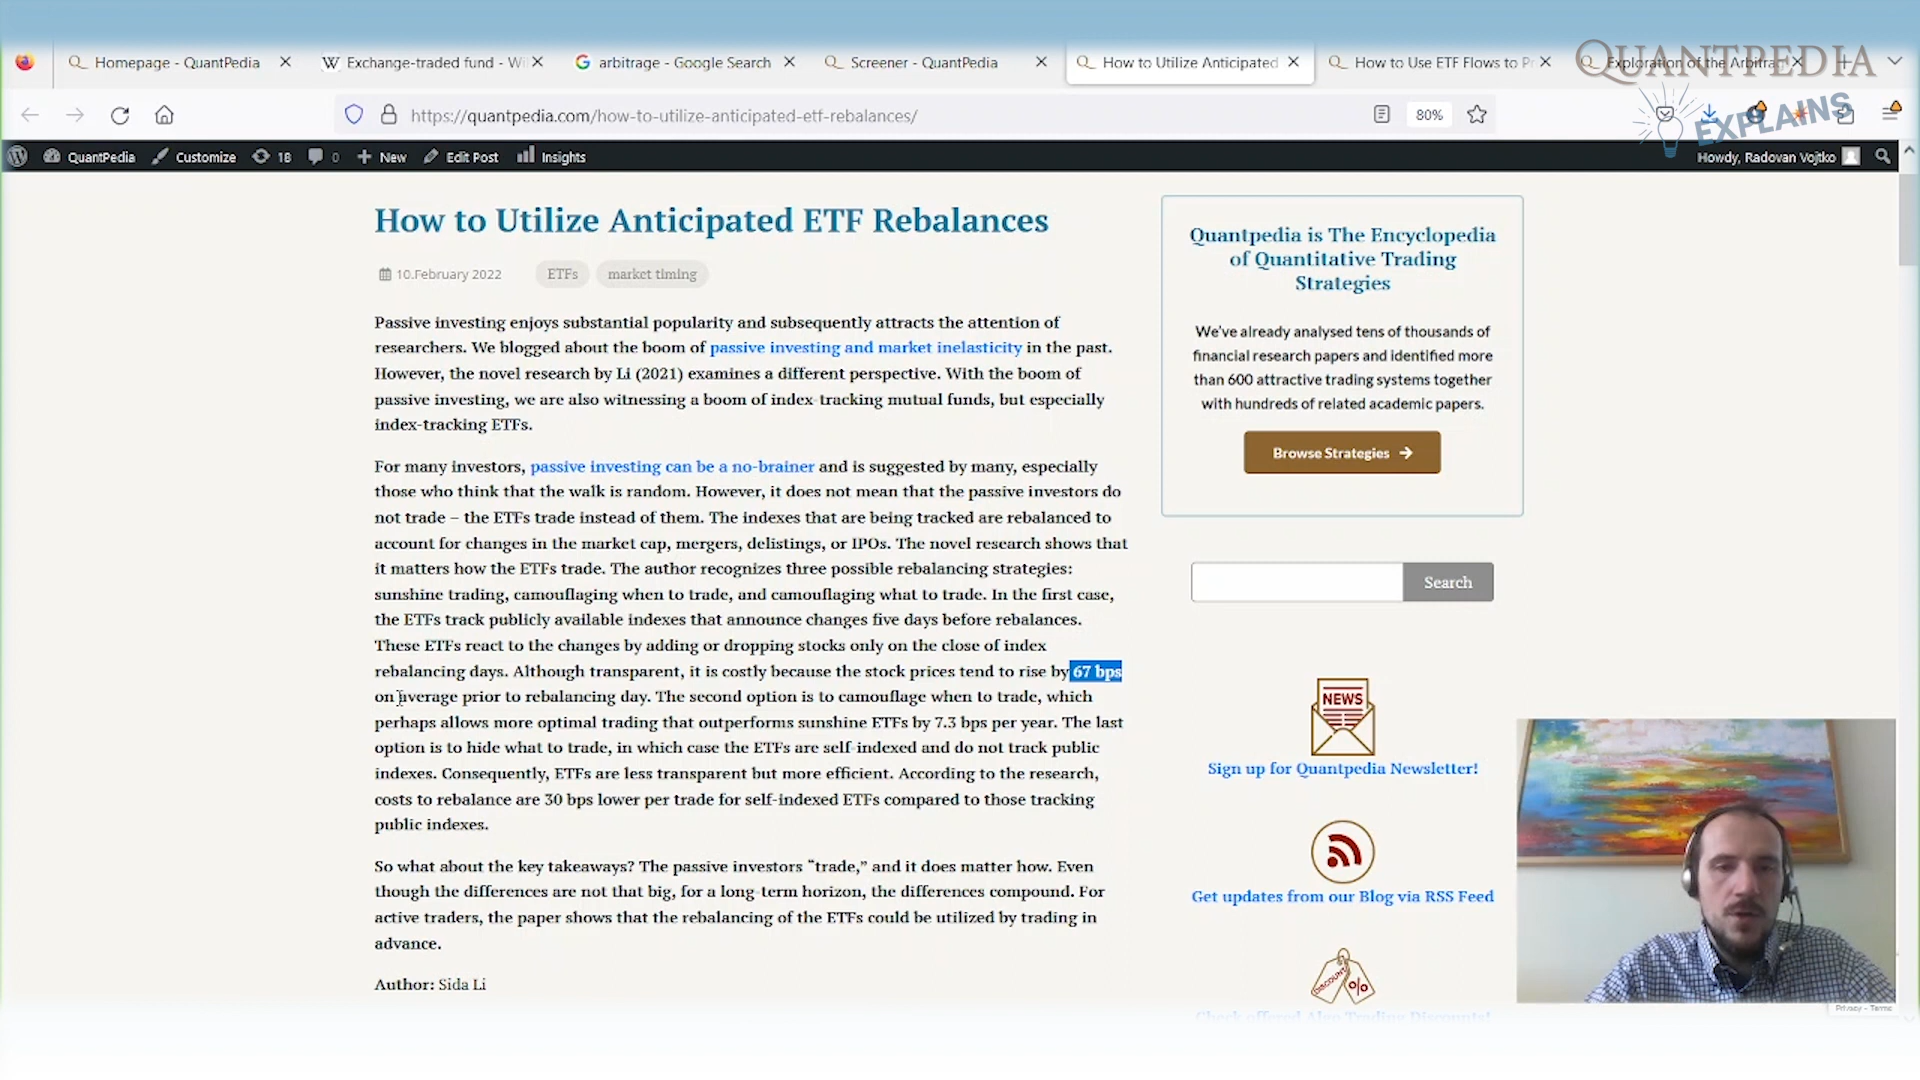 QUANTPEDIA
EXPLAINS
Homepage - QuantPedia
Exchange-traded fund - Wi
arbitrage - Google Search
Screener - QuantPedia
How to Utilize Anticipated
How to Use ETF Flows to Pr
Exploration of the Arbitrag
https://quantpedia.com/how-to-utilize-anticipated-etf-rebalances/
80%
QuantPedia
Customize
18
0
New
Edit Post
Insights
Howdy, Radovan Vojtko
How to Utilize Anticipated ETF Rebalances
10.February 2022
ETFs
market timing
Passive investing enjoys substantial popularity and subsequently attracts the attention of
researchers. We blogged about the boom of passive investing and market inelasticity in the past.
However, the novel research by Li (2021) examines a different perspective. With the boom of
passive investing, we are also witnessing a boom of index-tracking mutual funds, but especially
index-tracking ETFs.
For many investors, passive investing can be a no-brainer and is suggested by many, especially
those who think that the walk is random. However, it does not mean that the passive investors do
not trade – the ETFs trade instead of them. The indexes that are being tracked are rebalanced to
account for changes in the market cap, mergers, delistings, or IPOs. The novel research shows that
it matters how the ETFs trade. The author recognizes three possible rebalancing strategies:
sunshine trading, camouflaging when to trade, and camouflaging what to trade. In the first case,
the ETFs track publicly available indexes that announce changes five days before rebalances.
These ETFs react to the changes by adding or dropping stocks only on the close of index
rebalancing days. Although transparent, it is costly because the stock prices tend to rise by 67 bps
on average prior to rebalancing day. The second option is to camouflage when to trade, which
perhaps allows more optimal trading that outperforms sunshine ETFs by 7.3 bps per year. The last
option is to hide what to trade, in which case the ETFs are self-indexed and do not track public
indexes. Consequently, ETFs are less transparent but more efficient. According to the research,
costs to rebalance are 30 bps lower per trade for self-indexed ETFs compared to those tracking
public indexes.
So what about the key takeaways? The passive investors "trade," and it does matter how. Even
though the differences are not that big, for a long-term horizon, the differences compound. For
active traders, the paper shows that the rebalancing of the ETFs could be utilized by trading in
advance.
Author: Sida Li
Quantpedia is The Encyclopedia
of Quantitative Trading
Strategies
We've already analysed tens of thousands of
financial research papers and identified more
than 600 attractive trading systems together
with hundreds of related academic papers.
Browse Strategies
Search
NEWS
Sign up for Quantpedia Newsletter!
Get updates from our Blog via RSS Feed
DISCOUNT
%
Check offered Algo Trading Discounts!
Privacy - Terms